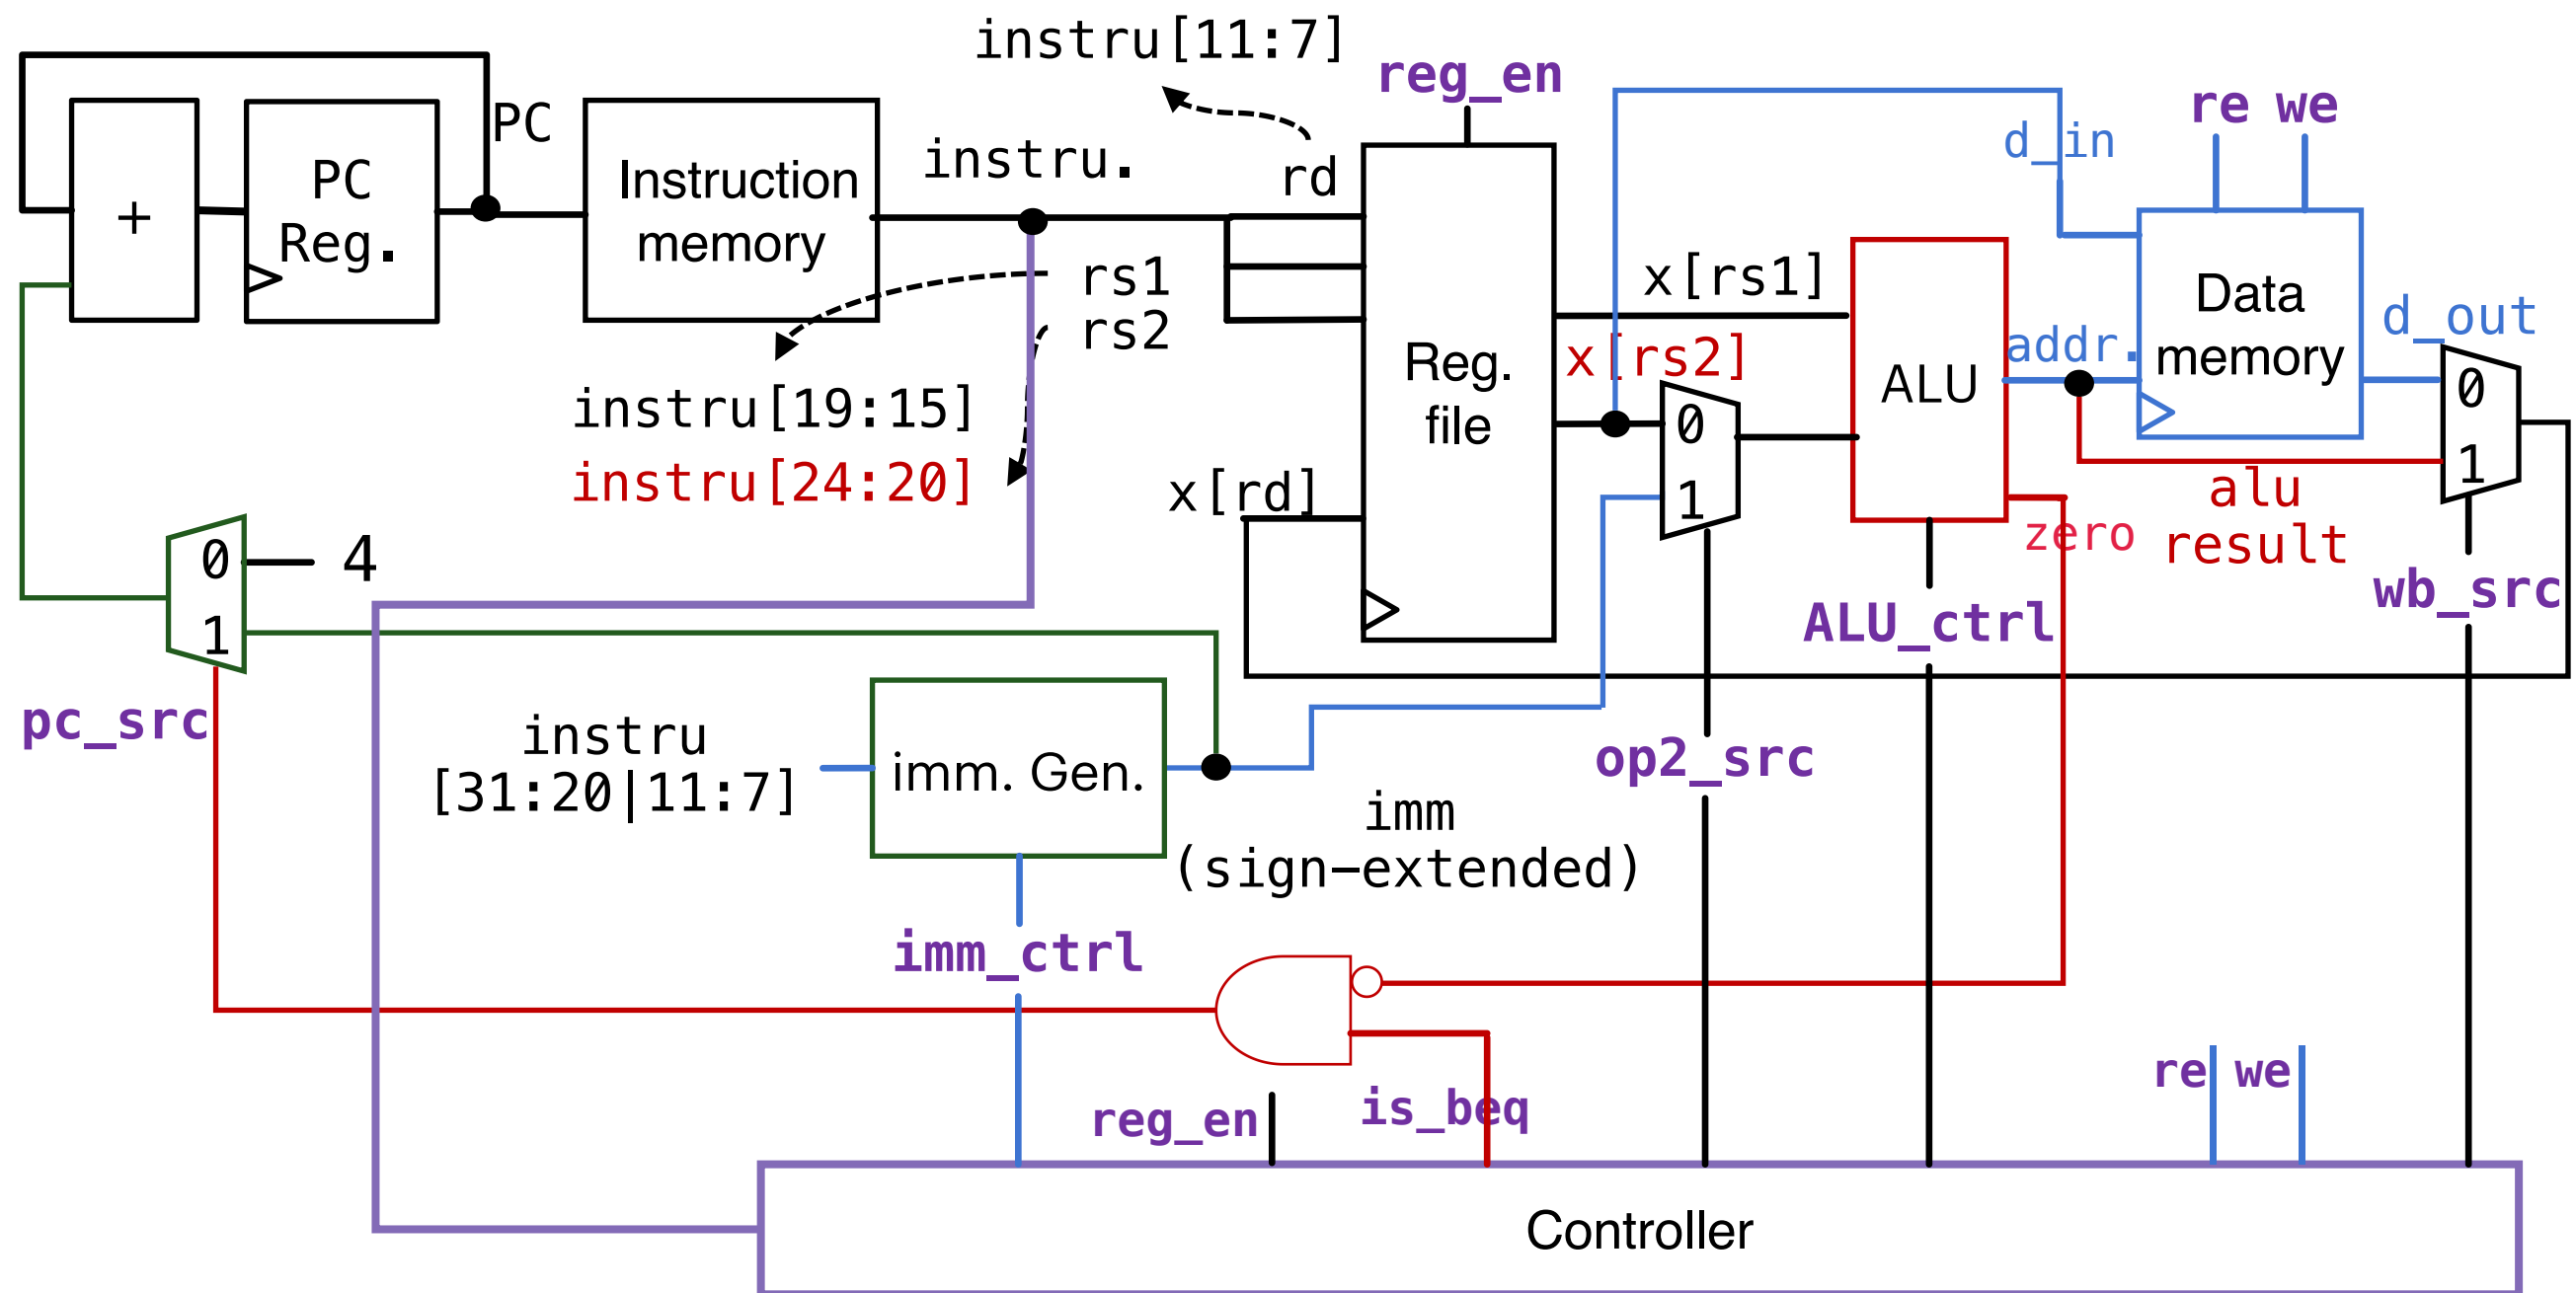 instru[11:7]
reg_en
re we
PC
d_in
+
PC
Reg.
Instruction
memory
instru.
rd
rs1
rs2
x[rs1]
x[rs2]
Reg.
file
ALU
addr.
Data
memory
d_out
instru[19:15]
instru[24:20]
x[rd]
0
1
0
1
alu
result
zero
wb_src
ALU_ctrl
0
1
4
pc_src
instru
[31:20|11:7]
imm. Gen.
op2_src
imm
(sign-extended)
imm_ctrl
reg_en
is_beq
re we
Controller